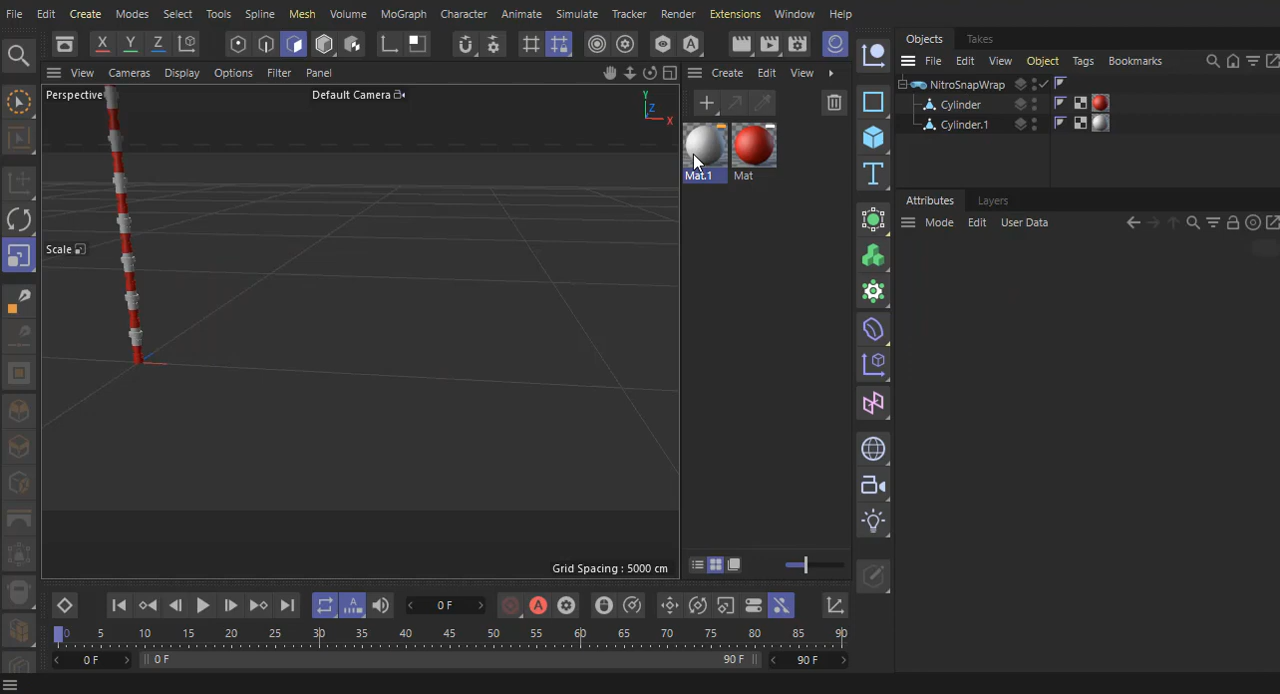 File Edit Create Modes Select Tools Spline Mesh Volume MoGraph Character Animate Simulate Tracker Render Extensions Window Help
X Y Z
View Cameras Display Options Filter Panel
Create Edit View
Perspective
Default Camera
Y
Z
X
Scale
Grid Spacing : 5000 cm
Mat.1
Mat
Objects Takes
File Edit View Object Tags Bookmarks
NitroSnapWrap
Cylinder
Cylinder.1
Attributes Layers
Mode Edit User Data
0 F
0 5 10 15 20 25 30 35 40 45 50 55 60 65 70 75 80 85 90
0 F 0 F 90 F 90 F